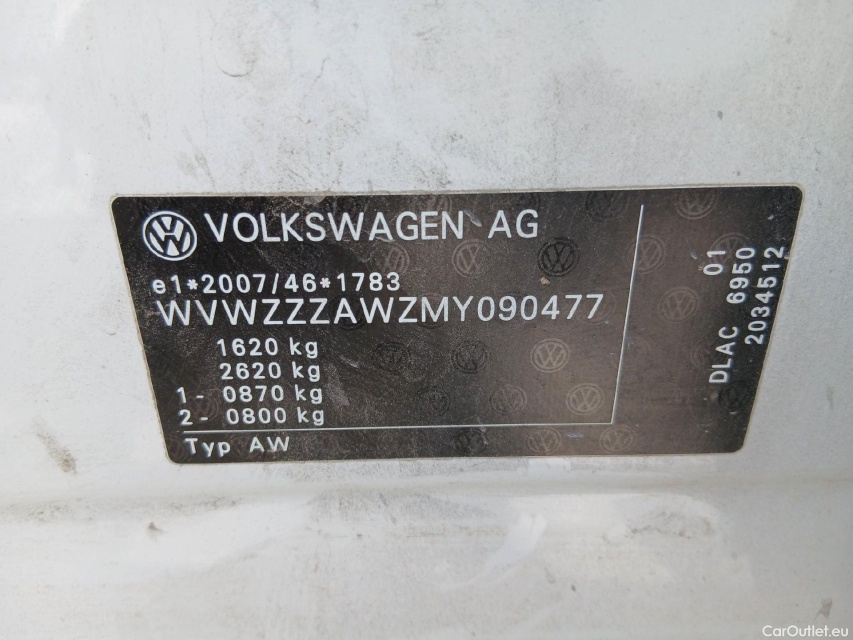 VOLKSWAGEN AG
e1*2007/46*1783
WVWZZZAWZMY090477
1620 kg
2620 kg
1- 0870 kg
2- 0800 kg
Typ AW
01
DLAC 6950
2034512
CarOutlet.eu